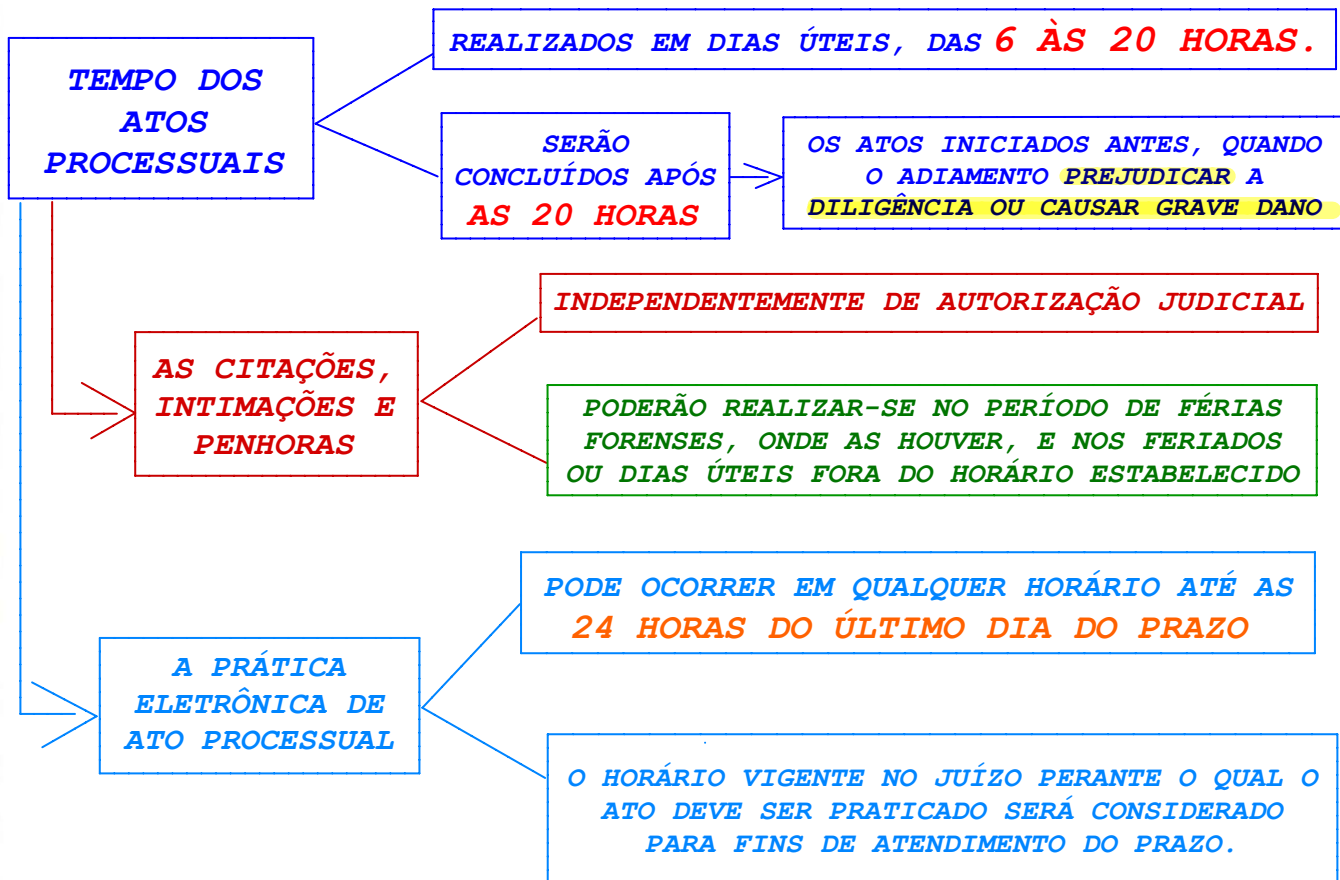 TEMPO DOS
ATOS
PROCESSUAIS
REALIZADOS EM DIAS ÚTEIS, DAS 6 ÀS 20 HORAS.
SERÃO
CONCLUÍDOS APÓS
AS 20 HORAS
OS ATOS INICIADOS ANTES, QUANDO
O ADIAMENTO PREJUDICAR A
DILIGÊNCIA OU CAUSAR GRAVE DANO
AS CITAÇÕES,
INTIMAÇÕES E
PENHORAS
INDEPENDENTEMENTE DE AUTORIZAÇÃO JUDICIAL
PODERÃO REALIZAR-SE NO PERÍODO DE FÉRIAS
FORENSES, ONDE AS HOUVER, E NOS FERIADOS
OU DIAS ÚTEIS FORA DO HORÁRIO ESTABELECIDO
A PRÁTICA
ELETRÔNICA DE
ATO PROCESSUAL
PODE OCORRER EM QUALQUER HORÁRIO ATÉ AS
24 HORAS DO ÚLTIMO DIA DO PRAZO
O HORÁRIO VIGENTE NO JUÍZO PERANTE O QUAL O
ATO DEVE SER PRATICADO SERÁ CONSIDERADO
PARA FINS DE ATENDIMENTO DO PRAZO.